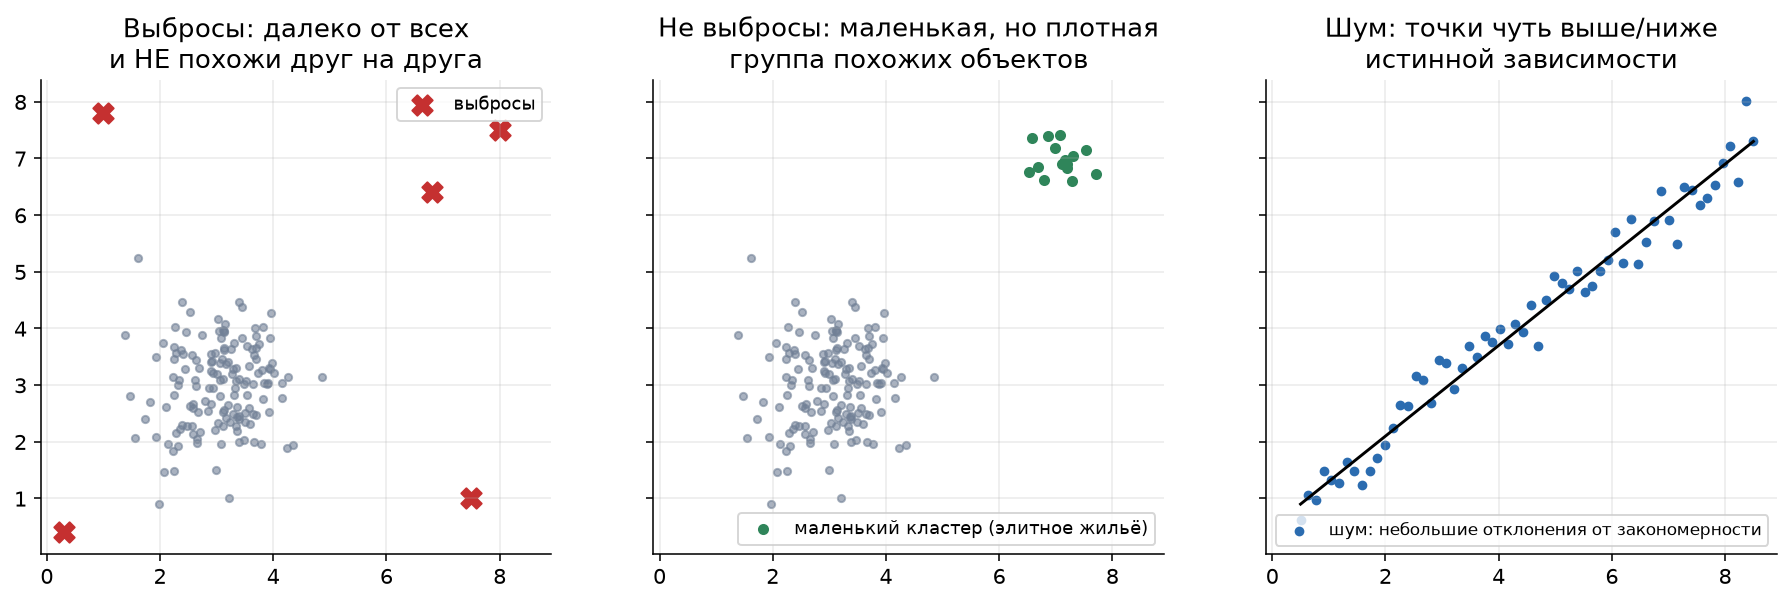 Выбросы: далеко от всех
и НЕ похожи друг на друга
выбросы
8
7
6
5
4
3
2
1
0 2 4 6 8
Не выбросы: маленькая, но плотная
группа похожих объектов
маленький кластер (элитное жильё)
0 2 4 6 8
Шум: точки чуть выше/ниже
истинной зависимости
шум: небольшие отклонения от закономерности
0 2 4 6 8